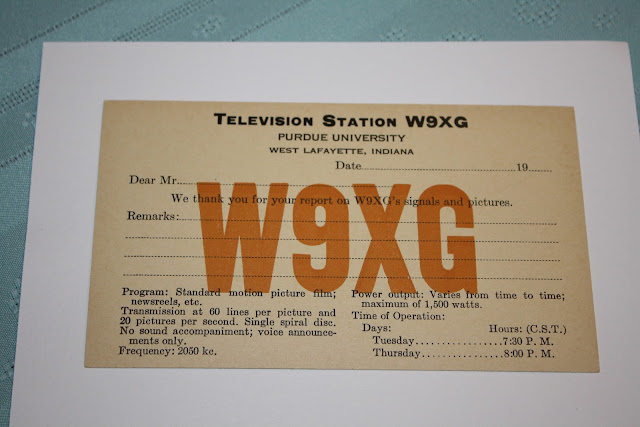 TELEVISION STATION W9XG
PURDUE UNIVERSITY
WEST LAFAYETTE, INDIANA
Date 19
Dear Mr.
We thank you for your report on W9XG's signals and pictures.
Remarks:
W9XG
Program: Standard motion picture film;
newsreels, etc.
Transmission at 60 lines per picture and
20 pictures per second. Single spiral disc.
No sound accompaniment; voice announce-
ments only.
Frequency: 2050 kc.
Power output: Varies from time to time;
maximum of 1,500 watts.
Time of Operation:
Days: Hours: (C.S.T.)
Tuesday................7:30 P. M.
Thursday................8:00 P. M.